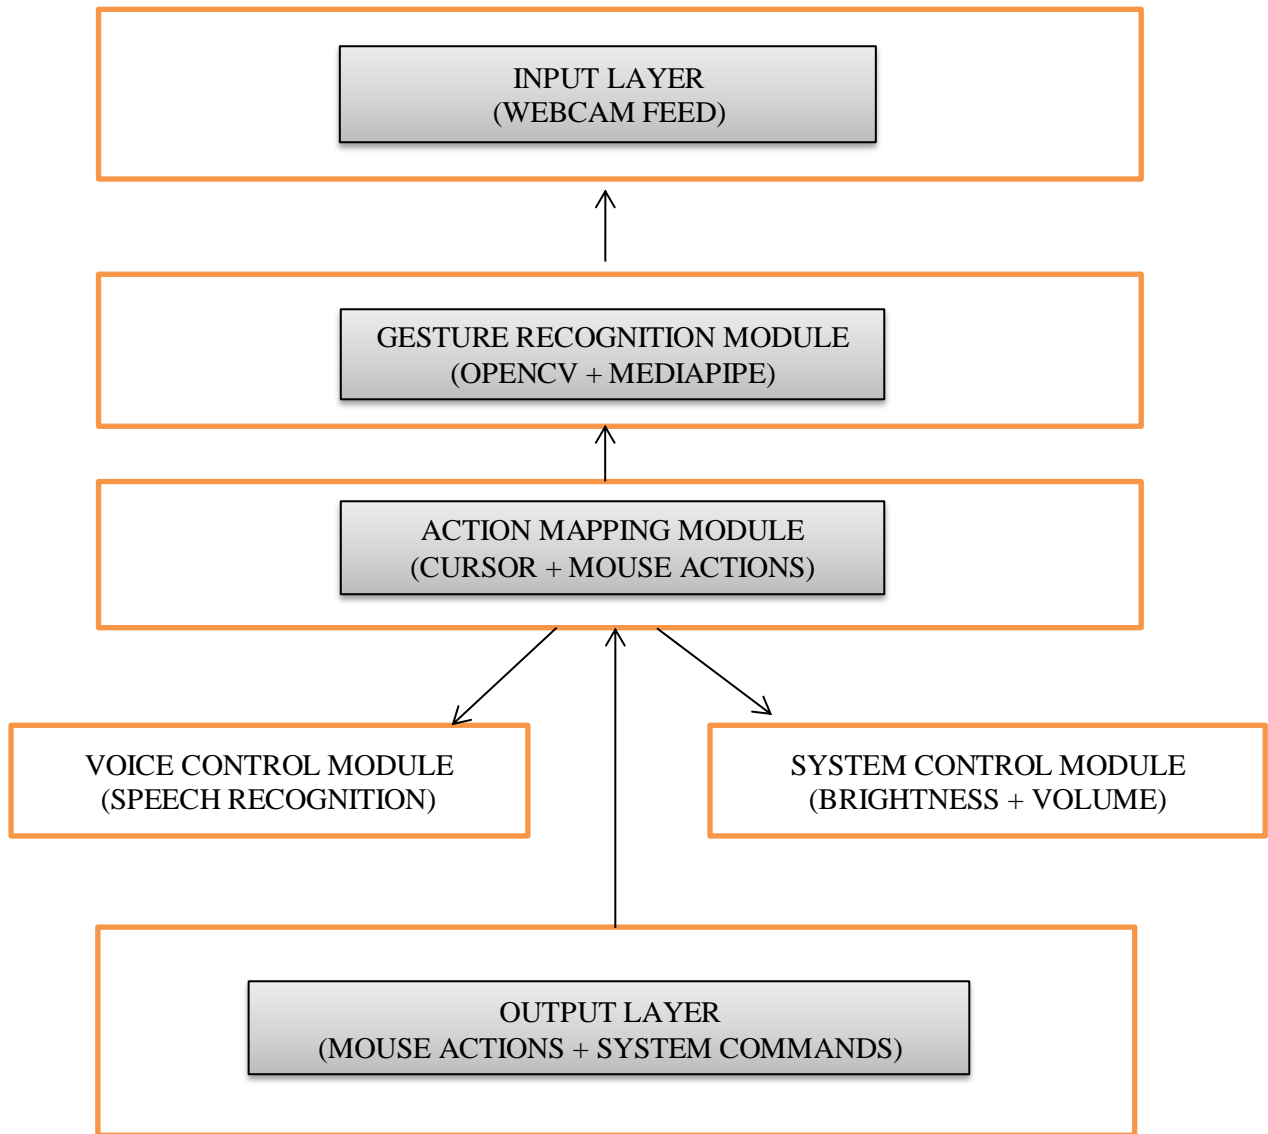 INPUT LAYER
(WEBCAM FEED)
GESTURE RECOGNITION MODULE
(OPENCV + MEDIAPIPE)
ACTION MAPPING MODULE
(CURSOR + MOUSE ACTIONS)
VOICE CONTROL MODULE
(SPEECH RECOGNITION)
SYSTEM CONTROL MODULE
(BRIGHTNESS + VOLUME)
OUTPUT LAYER
(MOUSE ACTIONS + SYSTEM COMMANDS)